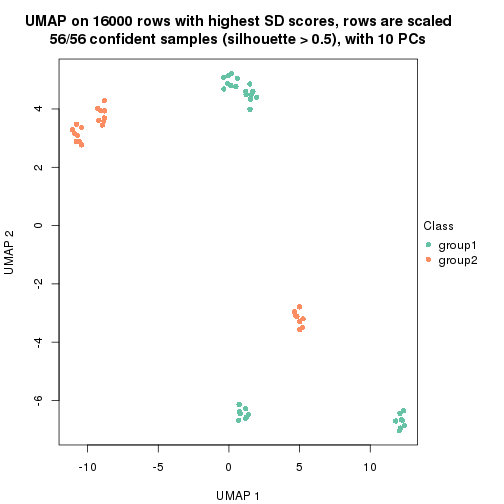 UMAP on 16000 rows with highest SD scores, rows are scaled
56/56 confident samples (silhouette > 0.5), with 10 PCs
4
2
0
-2
-4
-6
UMAP 2
-10
-5
0
5
10
UMAP 1
Class
group1
group2